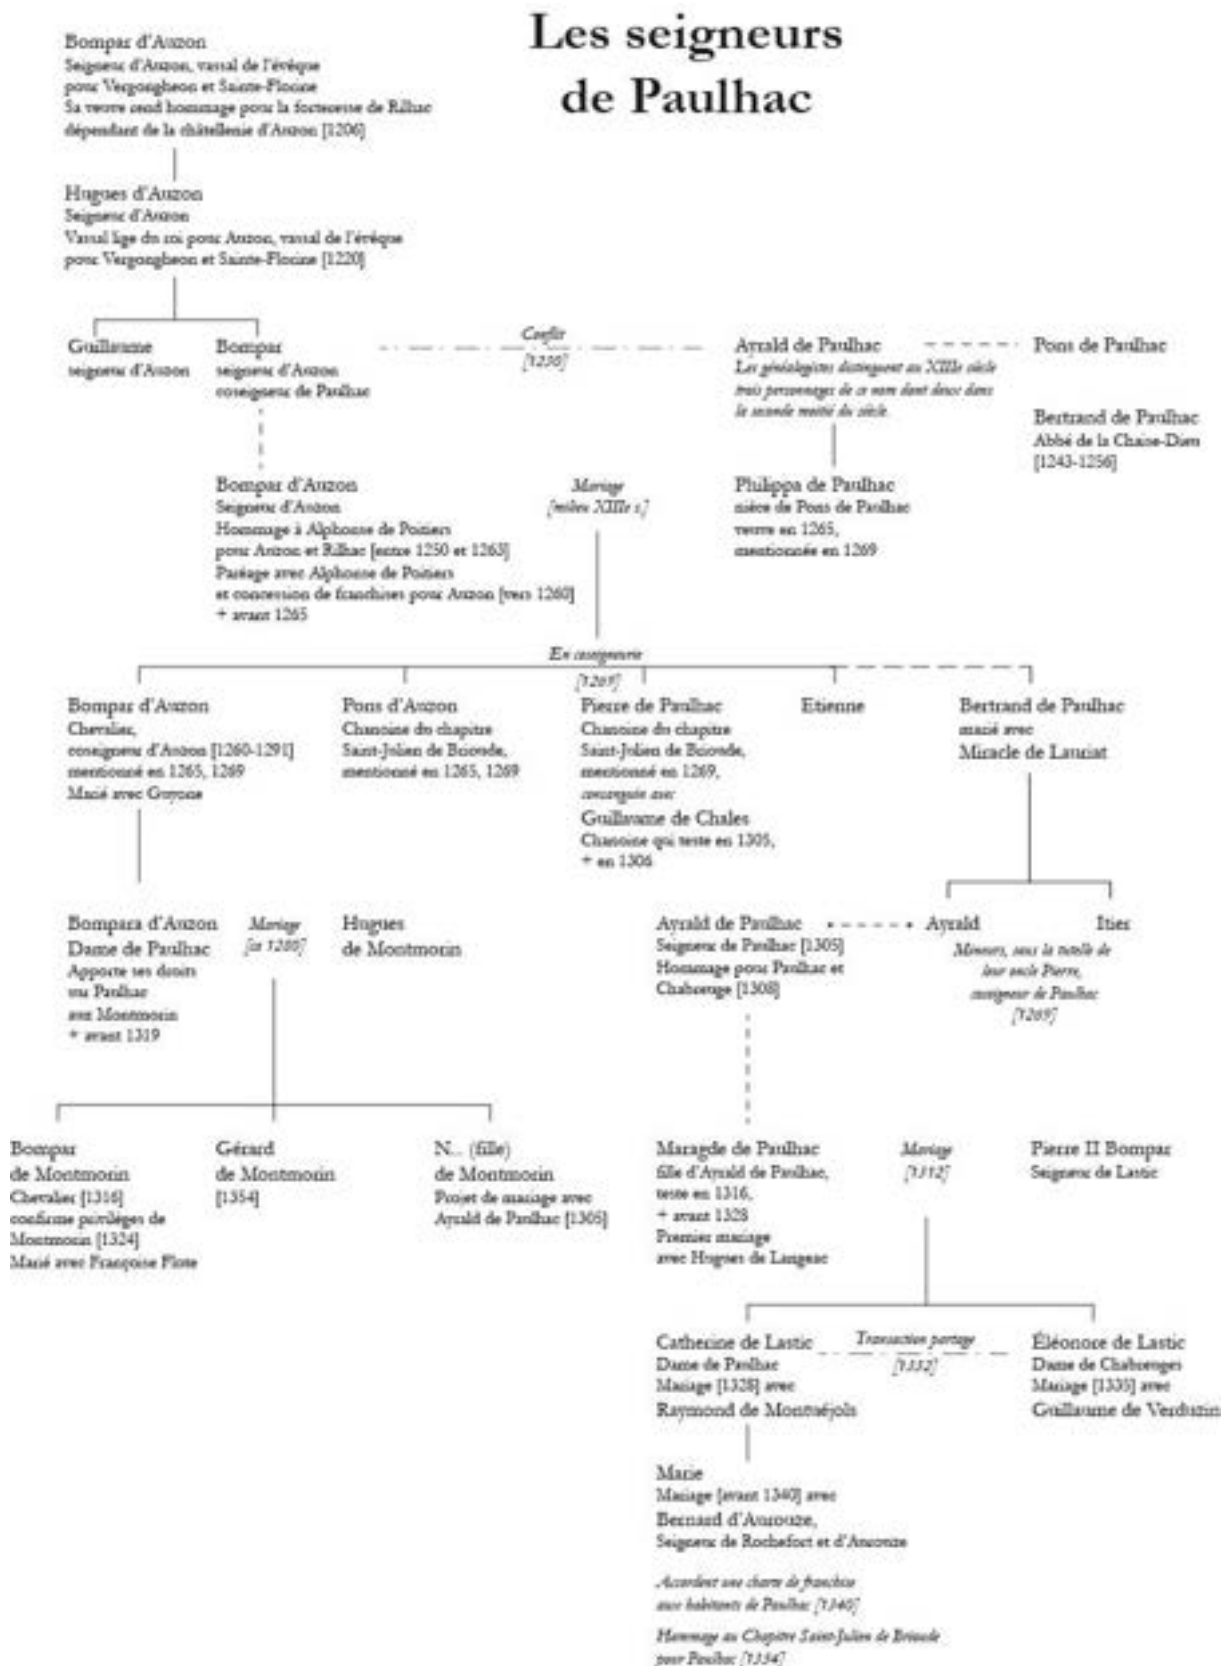 Les seigneurs
de Paulhac
Bompar d'Auzon
Seigneur d'Auzon, vassal de l'évêque
pour Vergongheon et Sainte-Florine
Sa veuve rend hommage pour la forteresse de Rilhac
dépendant de la châtellenie d'Auzon [1206]
Hugues d'Auzon
Seigneur d'Auzon
Vassal lige du roi pour Auzon, vassal de l'évêque
pour Vergongheon et Sainte-Florine [1220]
Guillaume
seigneur d'Auzon
Bompar
seigneur d'Auzon
coseigneur de Paulhac
Conflit
[1230]
Ayrald de Paulhac
Les généalogistes distinguent au XIIIe siècle
trois personnages de ce nom dont deux dans
la seconde moitié du siècle.
Pons de Paulhac
Bertrand de Paulhac
Abbé de la Chaise-Dieu
[1243-1256]
Bompar d'Auzon
Seigneur d'Auzon
Hommage à Alphonse de Poitiers
pour Auzon et Rilhac [entre 1250 et 1263]
Paréage avec Alphonse de Poitiers
et concession de franchises pour Auzon [vers 1260]
+ avant 1265
Mariage
[milieu XIIIe s.]
Philippa de Paulhac
nièce de Pons de Paulhac
veuve en 1265,
mentionnée en 1269
En coseigneurie
[1269]
Bompar d'Auzon
Chevalier,
coseigneur d'Auzon [1260-1291]
mentionné en 1265, 1269
Marié avec Guyone
Pons d'Auzon
Chanoine du chapitre
Saint-Julien de Brioude,
mentionné en 1265, 1269
Pierre de Paulhac
Chanoine du chapitre
Saint-Julien de Brioude,
mentionné en 1269,
consanguin avec
Guillaume de Chales
Chanoine qui teste en 1305,
+ en 1306
Etienne
Bertrand de Paulhac
marié avec
Miracle de Lauriat
Bompara d'Auzon
Dame de Paulhac
Apporte ses droits
sur Paulhac
aux Montmorin
+ avant 1319
Mariage
[ca 1280]
Hugues
de Montmorin
Ayrald de Paulhac
Seigneur de Paulhac [1305]
Hommage pour Paulhac et
Chabreuge [1308]
Ayrald
Itier
Mineurs, sous la tutelle de
leur oncle Pierre,
coseigneur de Paulhac
[1269]
Bompar
de Montmorin
Chevalier [1316]
confirme privilèges de
Montmorin [1324]
Marié avec Françoise Flote
Gérard
de Montmorin
[1354]
N... (fille)
de Montmorin
Projet de mariage avec
Ayrald de Paulhac [1305]
Maragde de Paulhac
fille d'Ayrald de Paulhac,
teste en 1316,
+ avant 1328
Premier mariage
avec Hugues de Langeac
Mariage
[1312]
Pierre II Bompar
Seigneur de Lastic
Catherine de Lastic
Dame de Paulhac
Mariage [1328] avec
Raymond de Montuéjols
Transaction partage
[1332]
Éléonore de Lastic
Dame de Chabreuges
Mariage [1335] avec
Guillaume de Verduzin
Marie
Mariage [avant 1340] avec
Bernard d'Aurouze,
Seigneur de Rochefort et d'Aurouze
Accordent une charte de franchise
aux habitants de Paulhac [1340]
Hommage au Chapitre Saint-Julien de Brioude
pour Paulhac [1354]